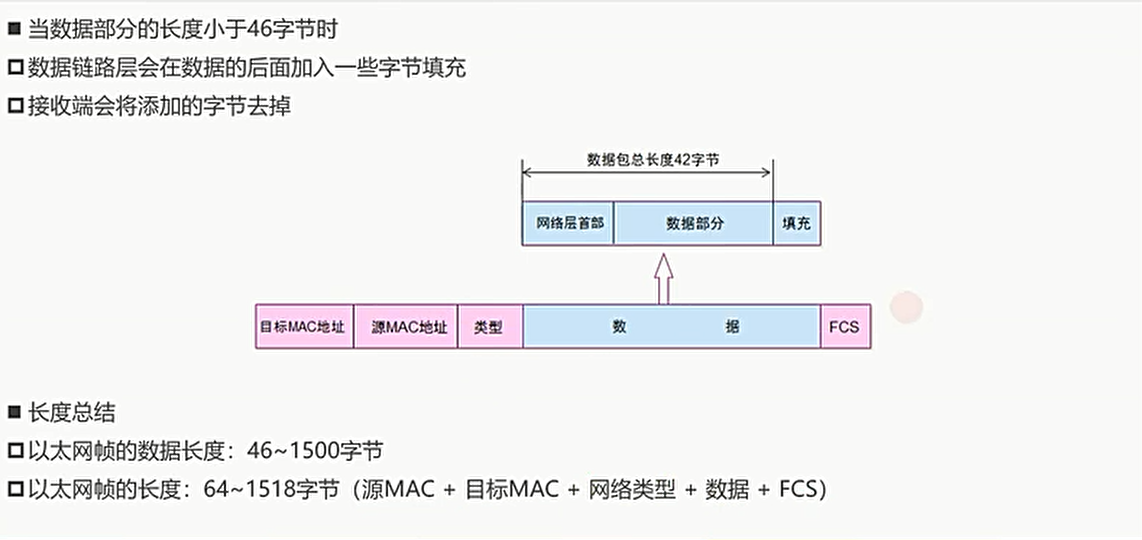 ■ 当数据部分的长度小于46字节时
□ 数据链路层会在数据的后面加入一些字节填充
□ 接收端会将添加的字节去掉
数据包总长度42字节
网络层首部 数据部分 填充
目标MAC地址 源MAC地址 类型 数 据 FCS
■ 长度总结
□ 以太网帧的数据长度：46~1500字节
□ 以太网帧的长度：64~1518字节（源MAC + 目标MAC + 网络类型 + 数据 + FCS）